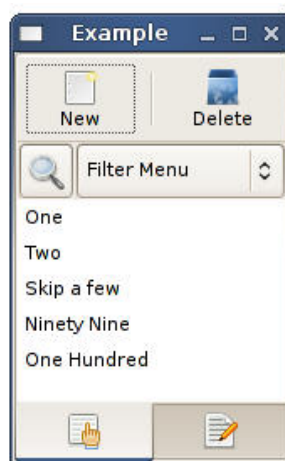 Example
New Delete
Filter Menu
One
Two
Skip a few
Ninety Nine
One Hundred